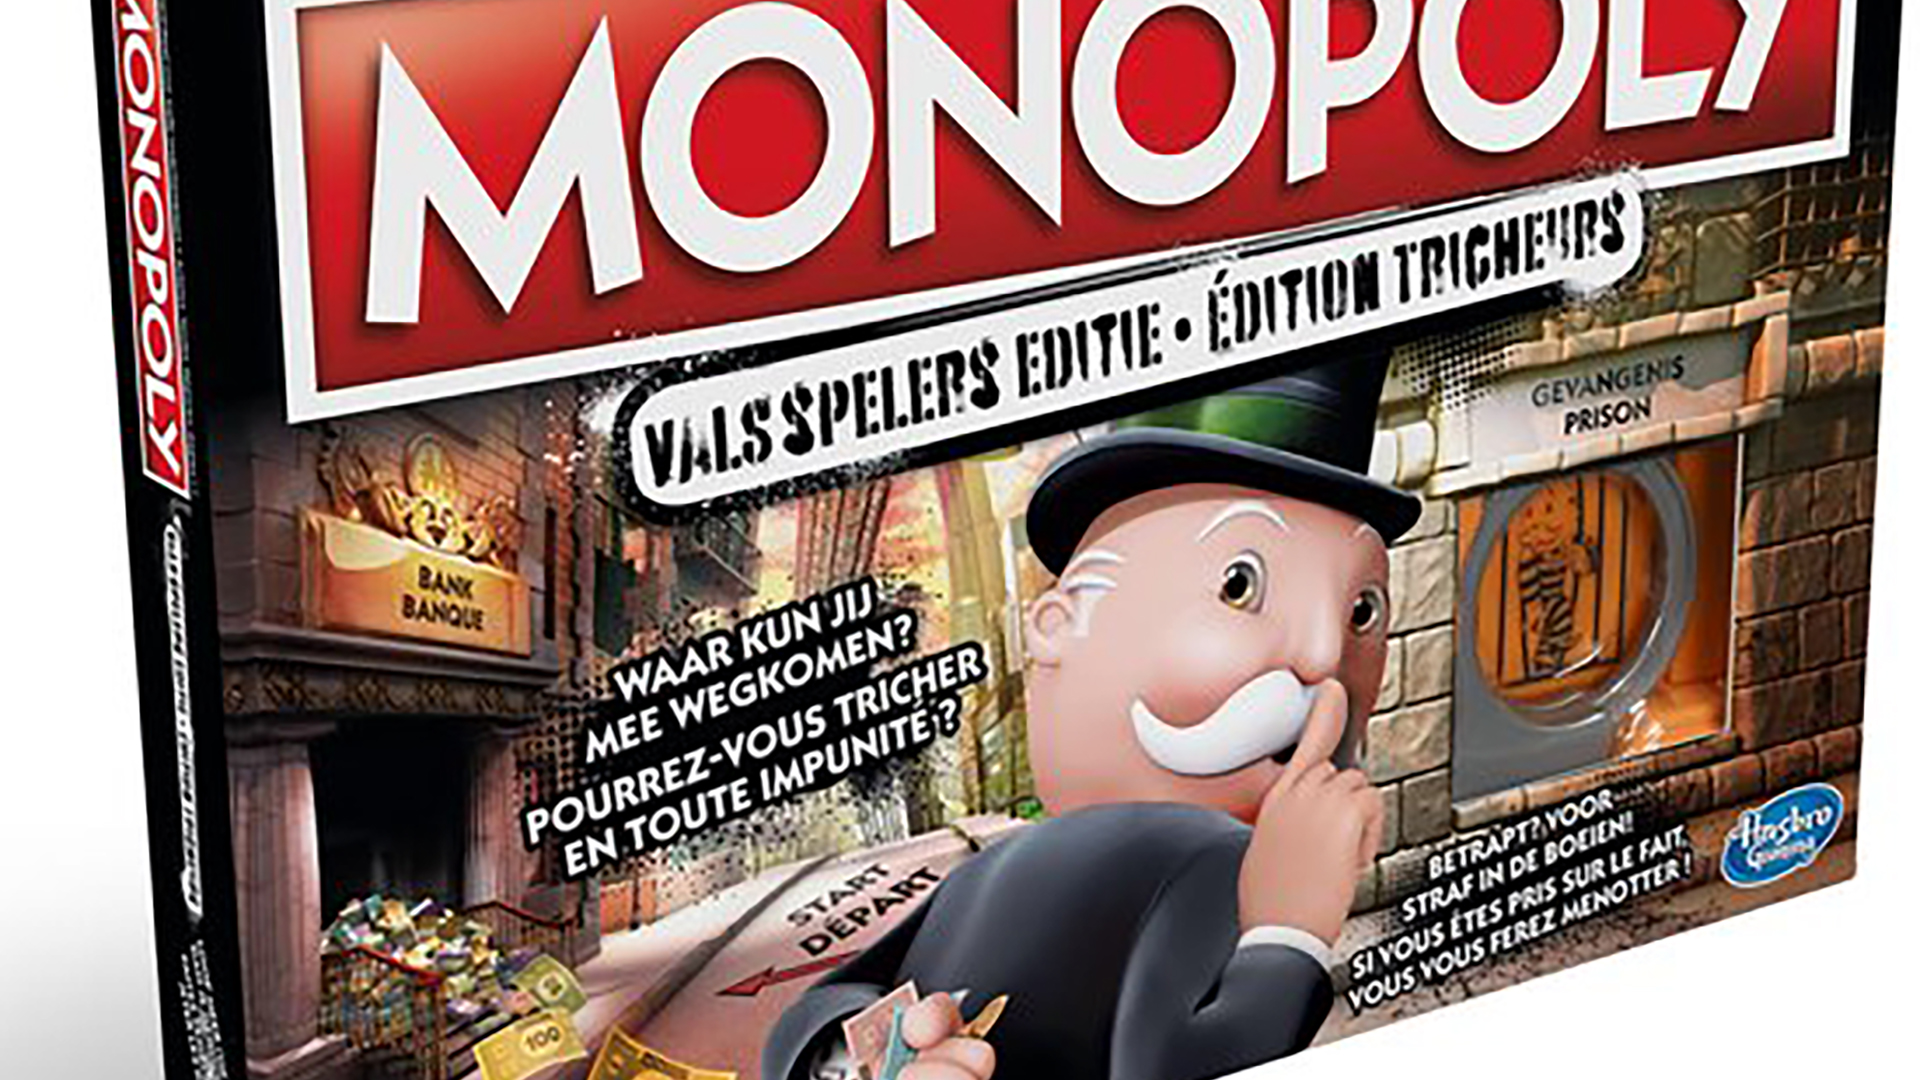 MONOPOLY
MONOPOLY
VALSSPELERS EDITIE • ÉDITION TRICHEURS
GEVANGENIS
PRISON
BANK
BANQUE
WAAR KUN JIJ
MEE WEGKOMEN?
POURREZ-VOUS TRICHER
EN TOUTE IMPUNITÉ ?
START
DÉPART
BETRAPT? VOOR
STRAF IN DE BOEIEN!
SI VOUS ÊTES PRIS SUR LE FAIT,
VOUS VOUS FEREZ MENOTTER !
Hasbro
Gaming
100